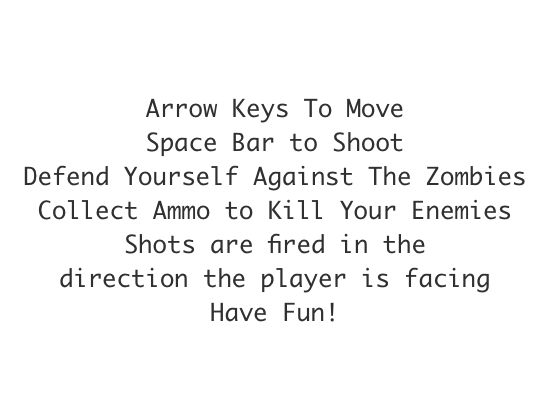 Arrow Keys To Move
Space Bar to Shoot
Defend Yourself Against The Zombies
Collect Ammo to Kill Your Enemies
Shots are fired in the
direction the player is facing
Have Fun!